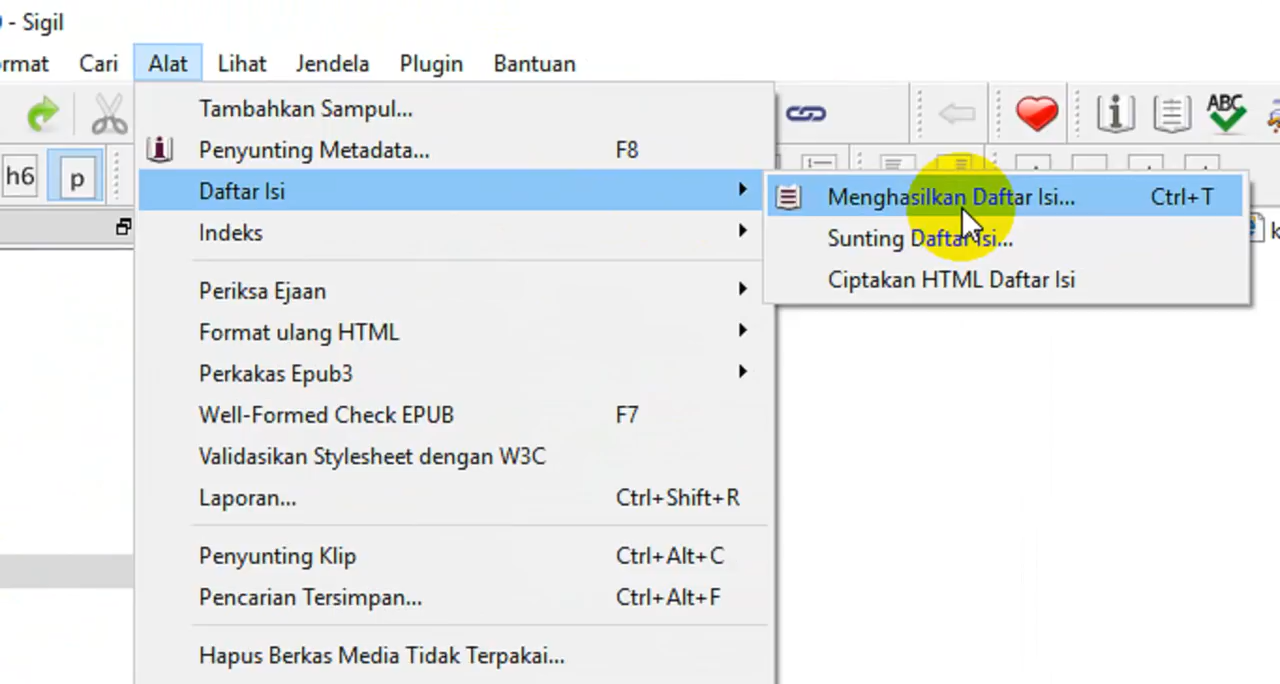 - Sigil
rmat Cari Alat Lihat Jendela Plugin Bantuan
ABC
h6 p
Tambahkan Sampul...
Penyunting Metadata... F8
Daftar Isi
Indeks
Periksa Ejaan
Format ulang HTML
Perkakas Epub3
Well-Formed Check EPUB F7
Validasikan Stylesheet dengan W3C
Laporan... Ctrl+Shift+R
Penyunting Klip Ctrl+Alt+C
Pencarian Tersimpan... Ctrl+Alt+F
Hapus Berkas Media Tidak Terpakai...
Menghasilkan Daftar Isi... Ctrl+T
Sunting Daftar Isi...
Ciptakan HTML Daftar Isi